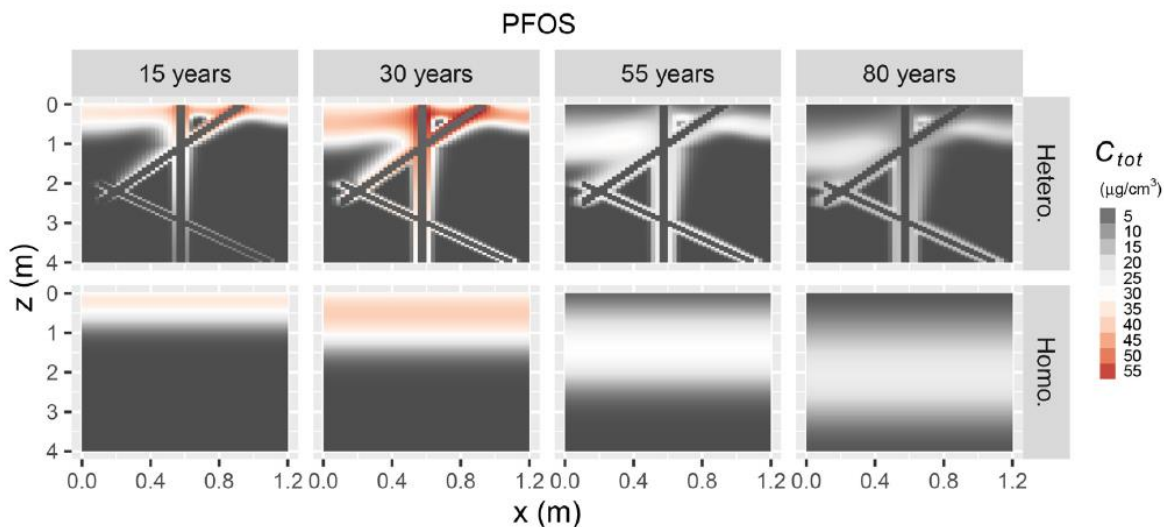 PFOS
15 years 30 years 55 years 80 years
0
1
2
3
4
Hetero.
0
1
2
3
4
Homo.
z (m)
0.0 0.4 0.8 1.2 0.0 0.4 0.8 1.2 0.0 0.4 0.8 1.2 0.0 0.4 0.8 1.2
x (m)
C_tot
(μg/cm³)
5
10
15
20
25
30
35
40
45
50
55